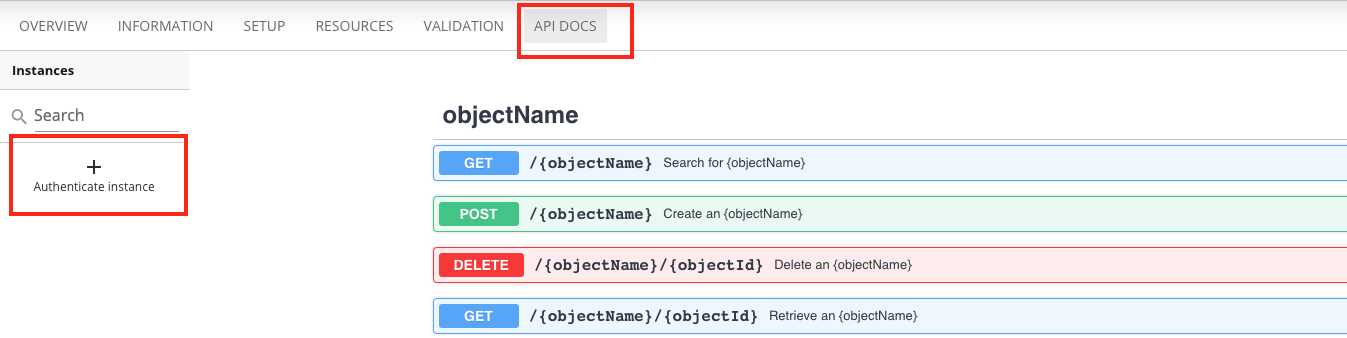 OVERVIEW INFORMATION SETUP RESOURCES VALIDATION API DOCS
Instances
Search
+
Authenticate instance
objectName
GET /{objectName} Search for {objectName}
POST /{objectName} Create an {objectName}
DELETE /{objectName}/{objectId} Delete an {objectName}
GET /{objectName}/{objectId} Retrieve an {objectName}